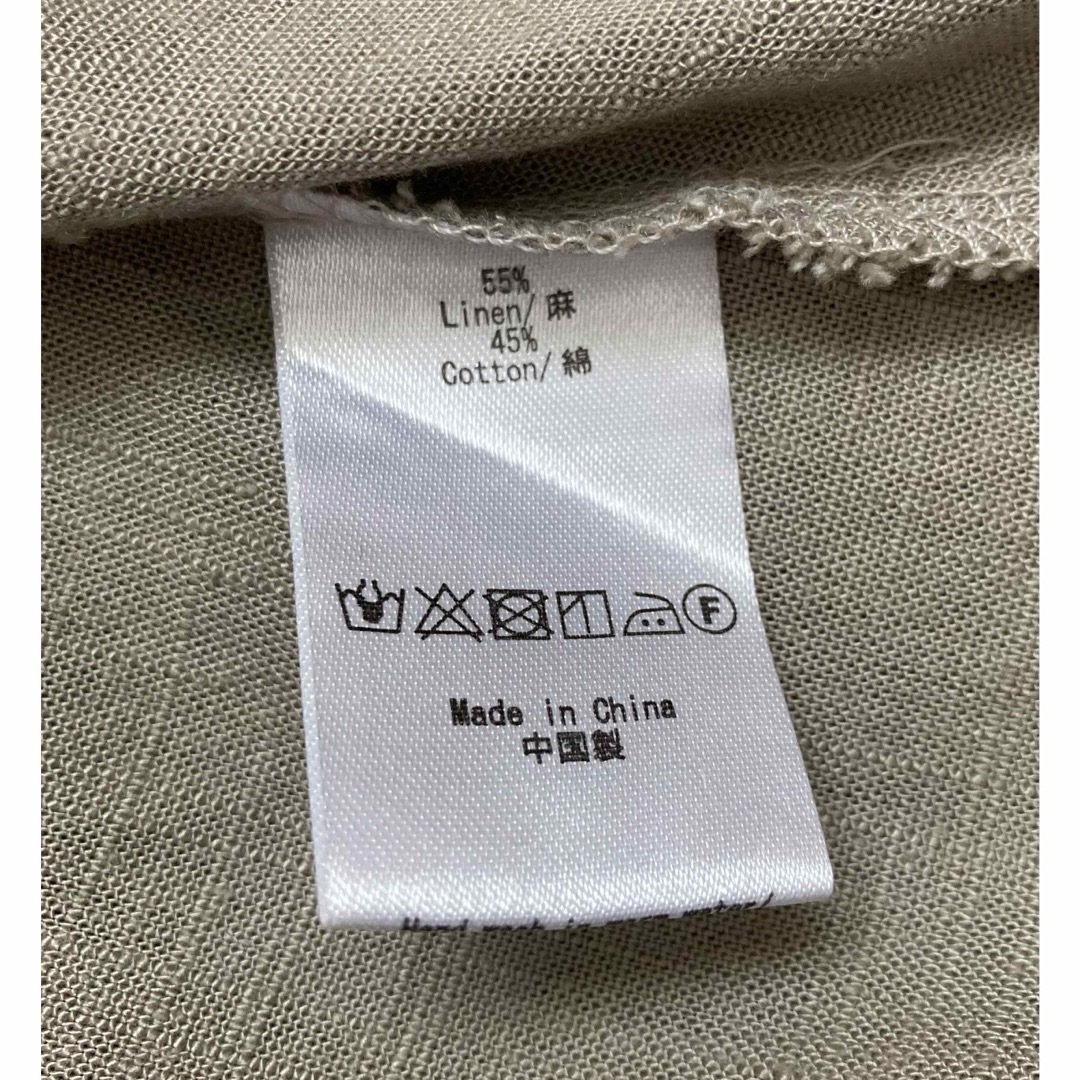 55%
Linen/麻
45%
Cotton/綿
F
Made in China
中国製